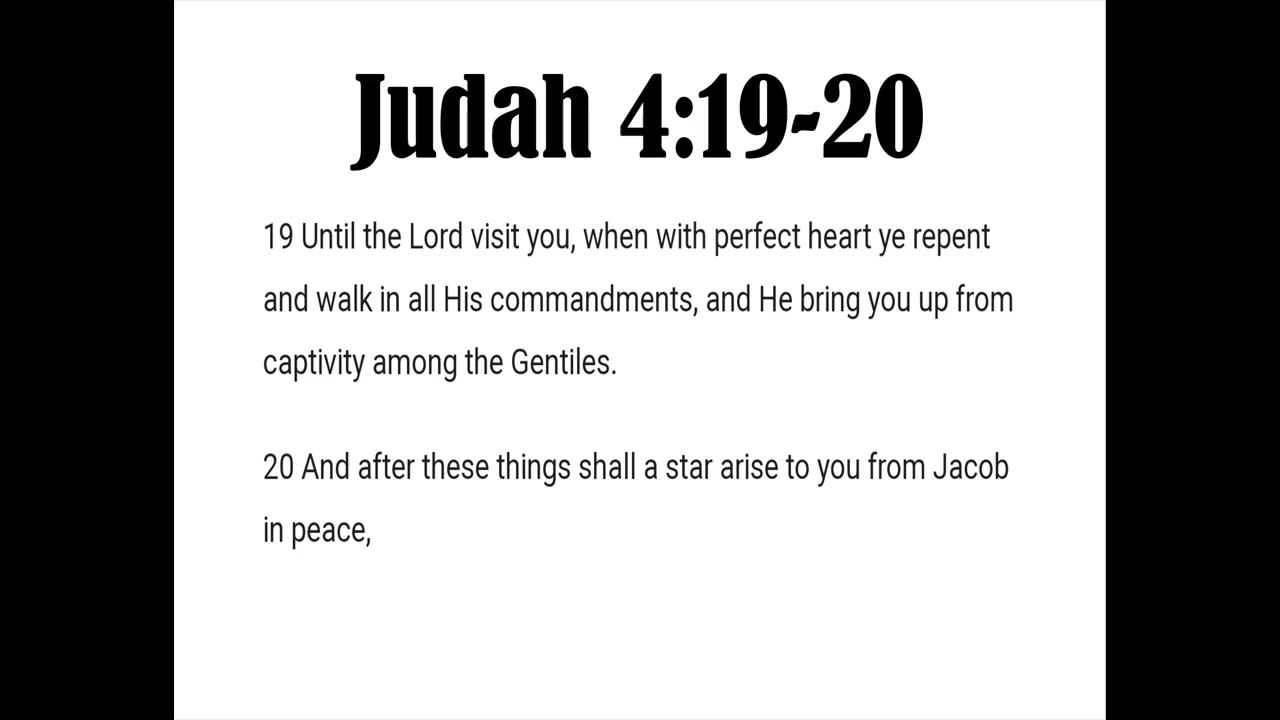 Judah 4:19-20
19 Until the Lord visit you, when with perfect heart ye repent
and walk in all His commandments, and He bring you up from
captivity among the Gentiles.
20 And after these things shall a star arise to you from Jacob
in peace,